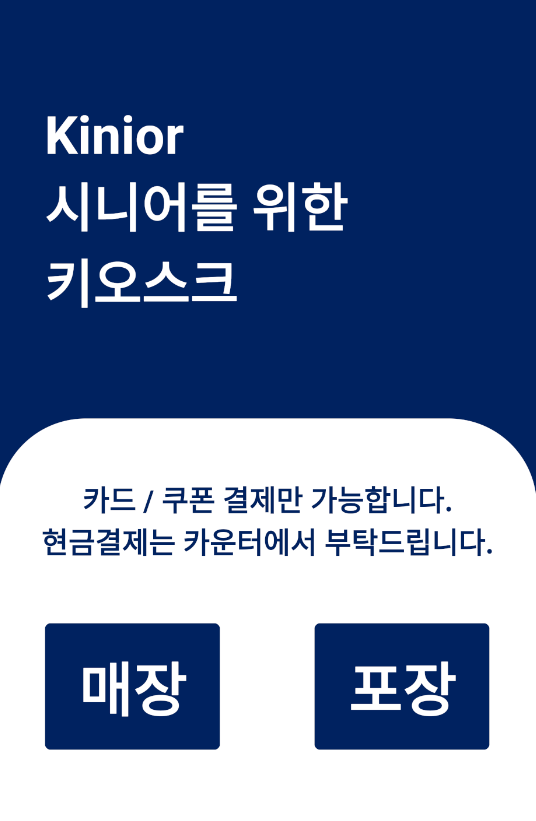 Kinior
시니어를 위한
키오스크
카드 / 쿠폰 결제만 가능합니다.
현금결제는 카운터에서 부탁드립니다.
매장
포장